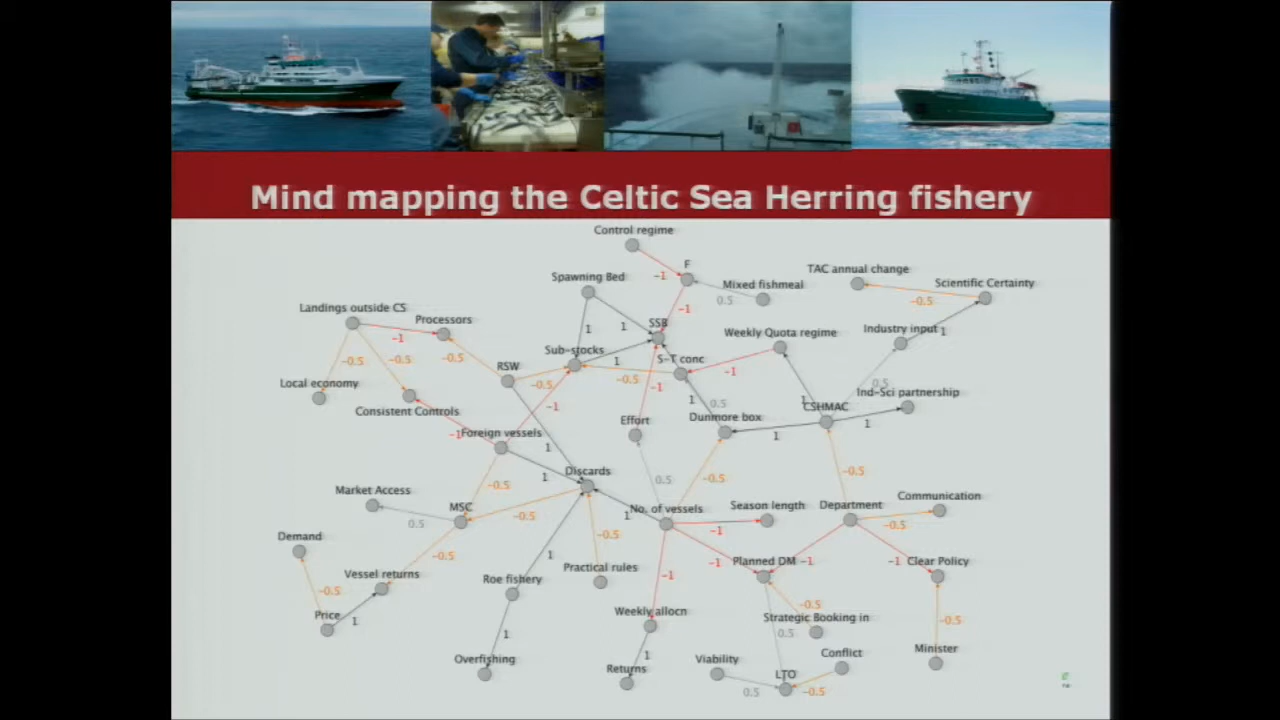 Mind mapping the Celtic Sea Herring fishery
Control regime
F
-1
Mixed fishmeal
0.5
TAC annual change
Scientific Certainty
-0.5
Spawning Bed
-1
Landings outside CS
Processors
-1
1
1
SSB
Weekly Quota regime
Industry input
1
Sub-stocks
1
S-T conc
-0.5
-0.5
-0.5
RSW
-0.5
-0.5
-1
-1
Local economy
0.5
Ind-Sci partnership
Consistent Controls
-1
1
0.5
1
CSHMAC
1
Effort
Dunmore box
1
-1
Foreign vessels
1
1
Discards
-0.5
0.5
-0.5
-0.5
Market Access
MSC
0.5
-0.5
1
No. of vessels
Season length
-1
Department
Communication
-0.5
Demand
-0.5
-0.5
1
Practical rules
-1
Planned DM
-1
-1
Clear Policy
Vessel returns
Roe fishery
-1
-0.5
Price
1
Weekly allocn
-0.5
Strategic Booking in
0.5
-0.5
1
Overfishing
1
Returns
Viability
0.5
LTO
Conflict
-0.5
Minister